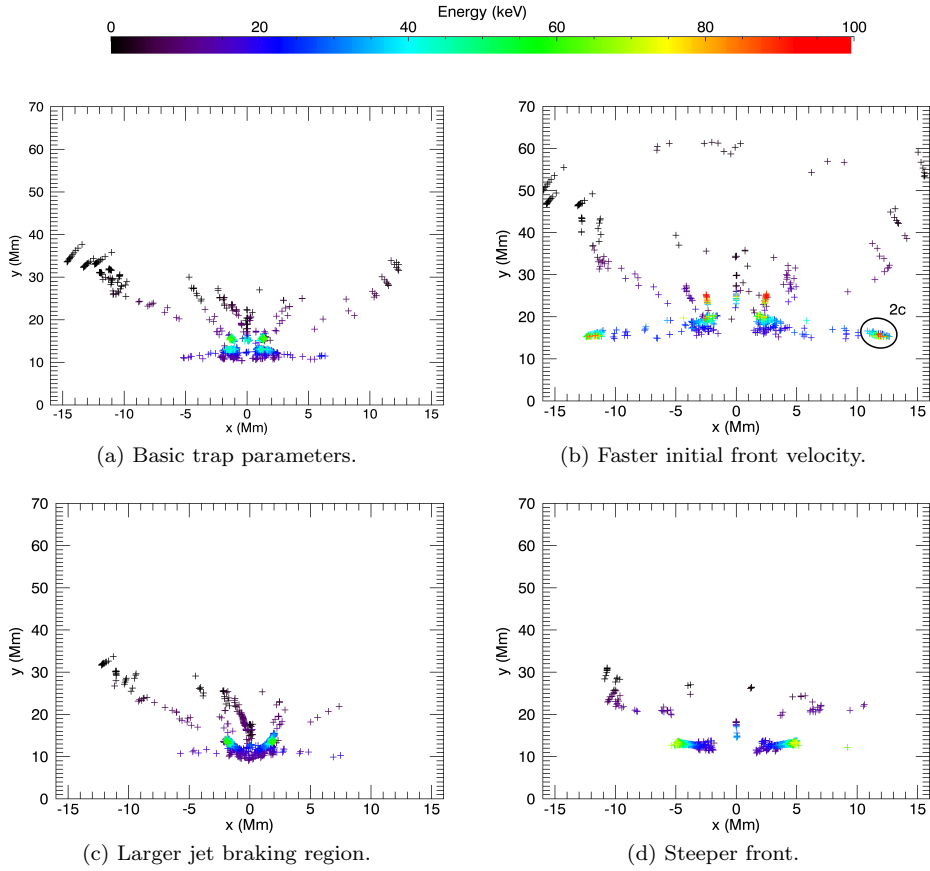 Energy (keV)
0 20 40 60 80 100
70
60
50
40
30
20
10
0
y (Mm)
-15 -10 -5 0 5 10 15
x (Mm)
(a) Basic trap parameters.
70
60
50
40
30
20
10
0
y (Mm)
2c
-15 -10 -5 0 5 10 15
x (Mm)
(b) Faster initial front velocity.
70
60
50
40
30
20
10
0
y (Mm)
-15 -10 -5 0 5 10 15
x (Mm)
(c) Larger jet braking region.
70
60
50
40
30
20
10
0
y (Mm)
-15 -10 -5 0 5 10 15
x (Mm)
(d) Steeper front.